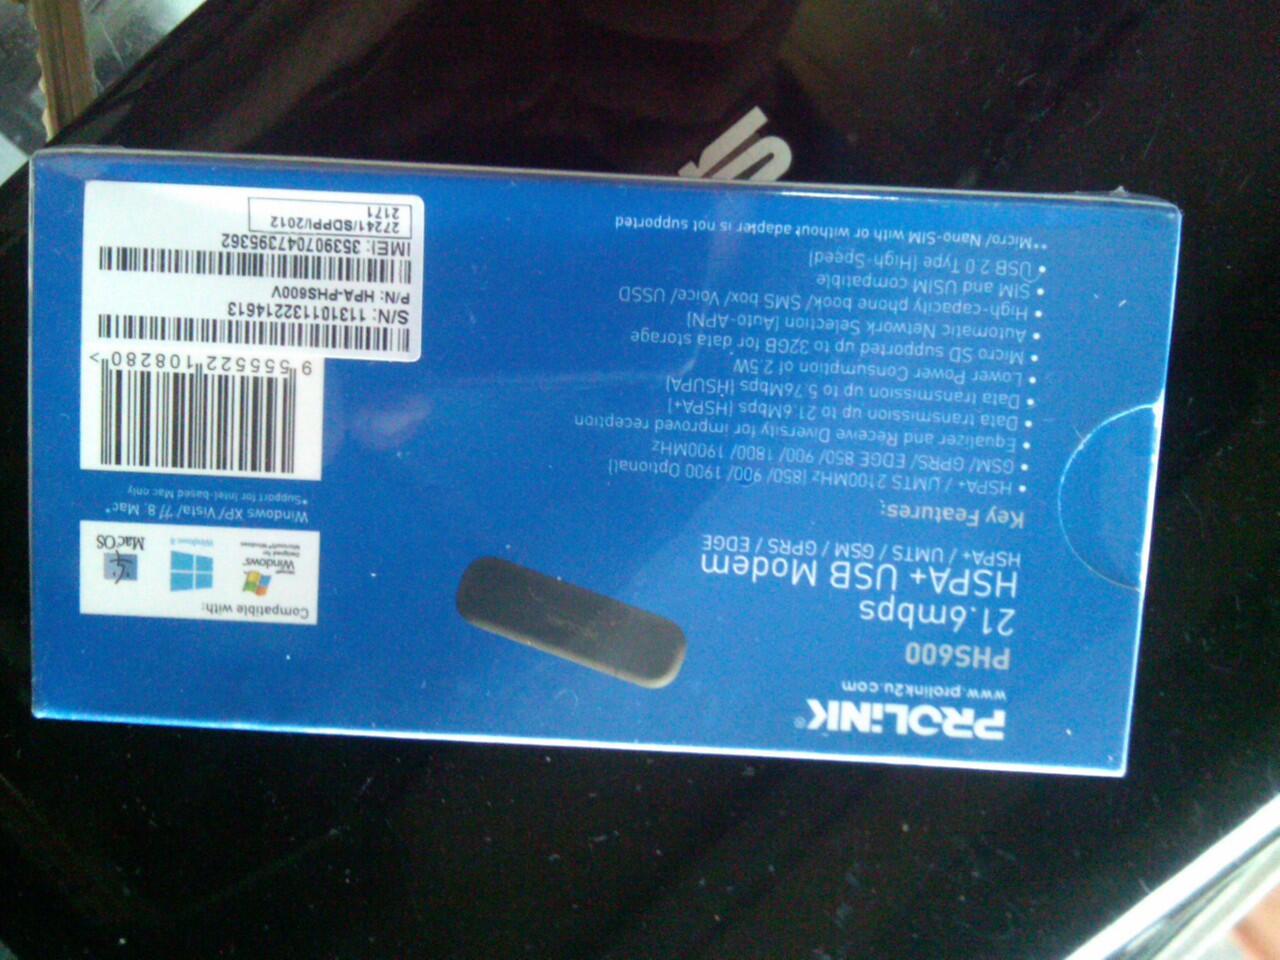 PROLiNK®
www.prolink2u.com
PHS600
21.6mbps
HSPA+ USB Modem
HSPA+ / UMTS / GSM / GPRS / EDGE
Key Features:
• HSPA+ / UMTS 2100MHz (850/ 900/ 1900 Optional)
• GSM/ GPRS/ EDGE 850/ 900/ 1800/ 1900MHz
• Equalizer and Receive Diversity for improved reception
• Data transmission up to 21.6Mbps (HSPA+)
• Data transmission up to 5.76Mbps (HSUPA)
• Lower Power Consumption of 2.5W
• Micro SD supported up to 32GB for data storage
• Automatic Network Selection (Auto-APN)
• High-capacity phone book/ SMS box/ Voice/ USSD
• SIM and USIM compatible
• USB 2.0 Type (High-Speed)
**Micro/ Nano-SIM with or without adapter is not supported
Compatible with:
Windows
Designed for
Microsoft Windows
Windows 8
MacOS
Windows XP/ Vista/ 7/ 8, Mac*
*Support for Intel-based Mac only
9 555522 108280 >
S/N: 1131011322214613
P/N: HPA-PHS600V
IMEI: 353907047395362
27241/SDPPI/2012
2171